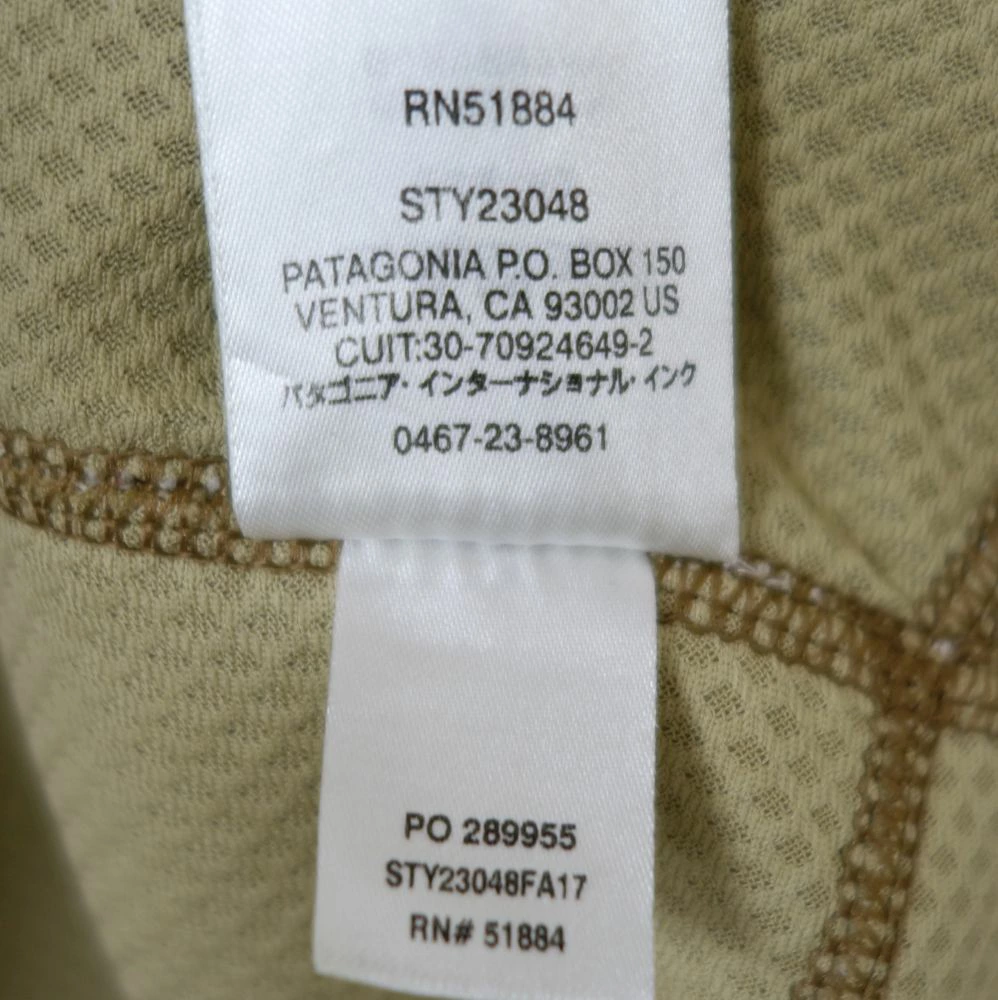 RN51884
STY23048
PATAGONIA P.O. BOX 150
VENTURA, CA 93002 US
CUIT:30-70924649-2
パタゴニア・インターナショナル・インク
0467-23-8961
PO 289955
STY23048FA17
RN# 51884